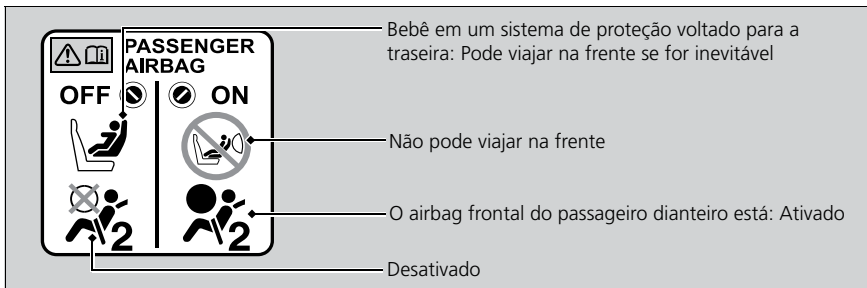 PASSENGER
AIRBAG
OFF
ON
2
2
Bebê em um sistema de proteção voltado para a
traseira: Pode viajar na frente se for inevitável
Não pode viajar na frente
O airbag frontal do passageiro dianteiro está: Ativado
Desativado